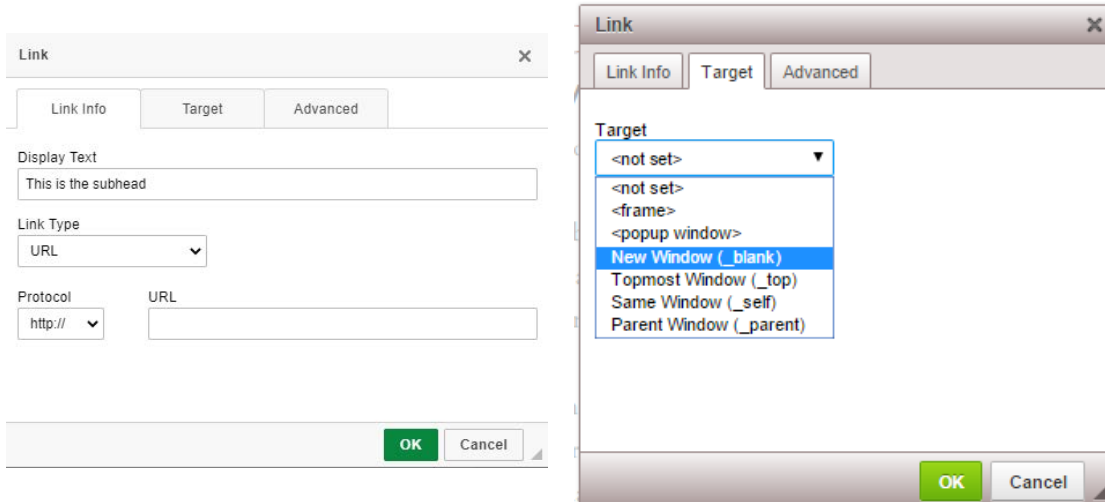 Link
Link Info Target Advanced
Display Text
This is the subhead
Link Type
URL
Protocol URL
http://
OK Cancel
Link
Link Info Target Advanced
Target
<not set>
<not set>
<frame>
<popup window>
New Window (_blank)
Topmost Window (_top)
Same Window (_self)
Parent Window (_parent)
OK Cancel